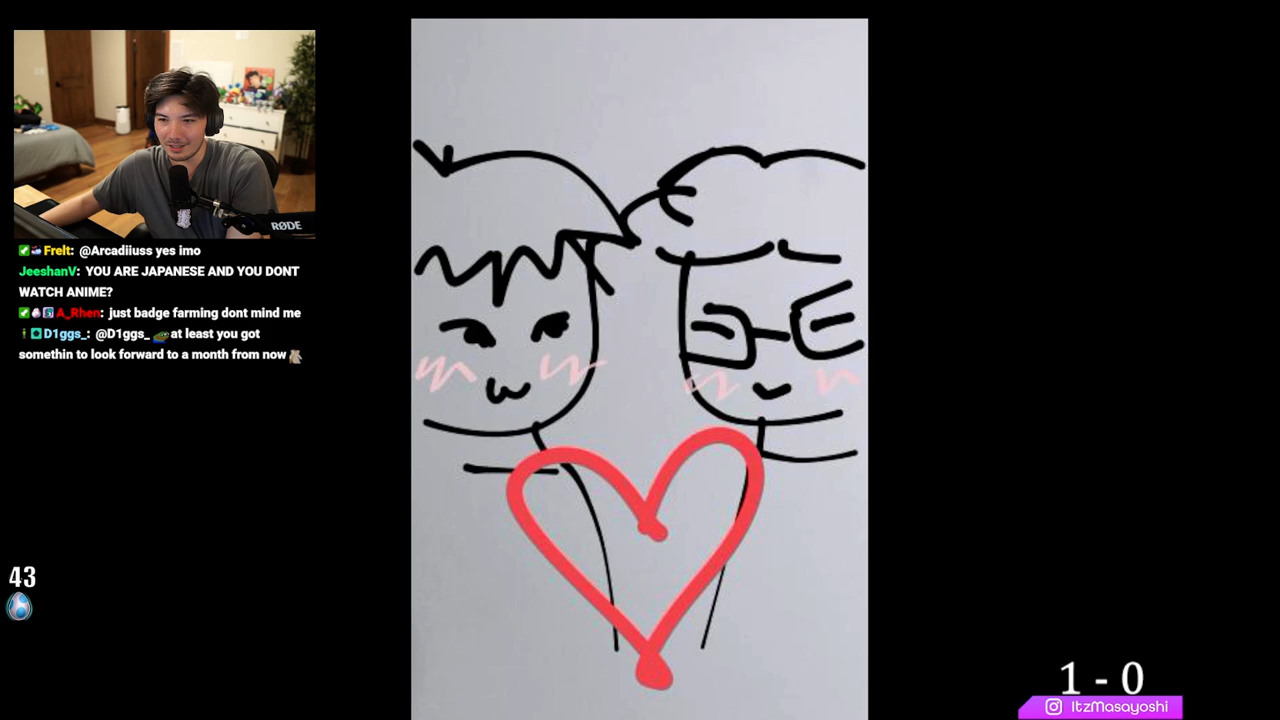 Frelt: @Arcadiiuss yes imo
JeeshanV: YOU ARE JAPANESE AND YOU DONT
WATCH ANIME?
A_Rhen: just badge farming dont mind me
D1ggs_: @D1ggs_ at least you got
somethin to look forward to a month from now
RØDE
43
1 - 0
ItzMasayoshi